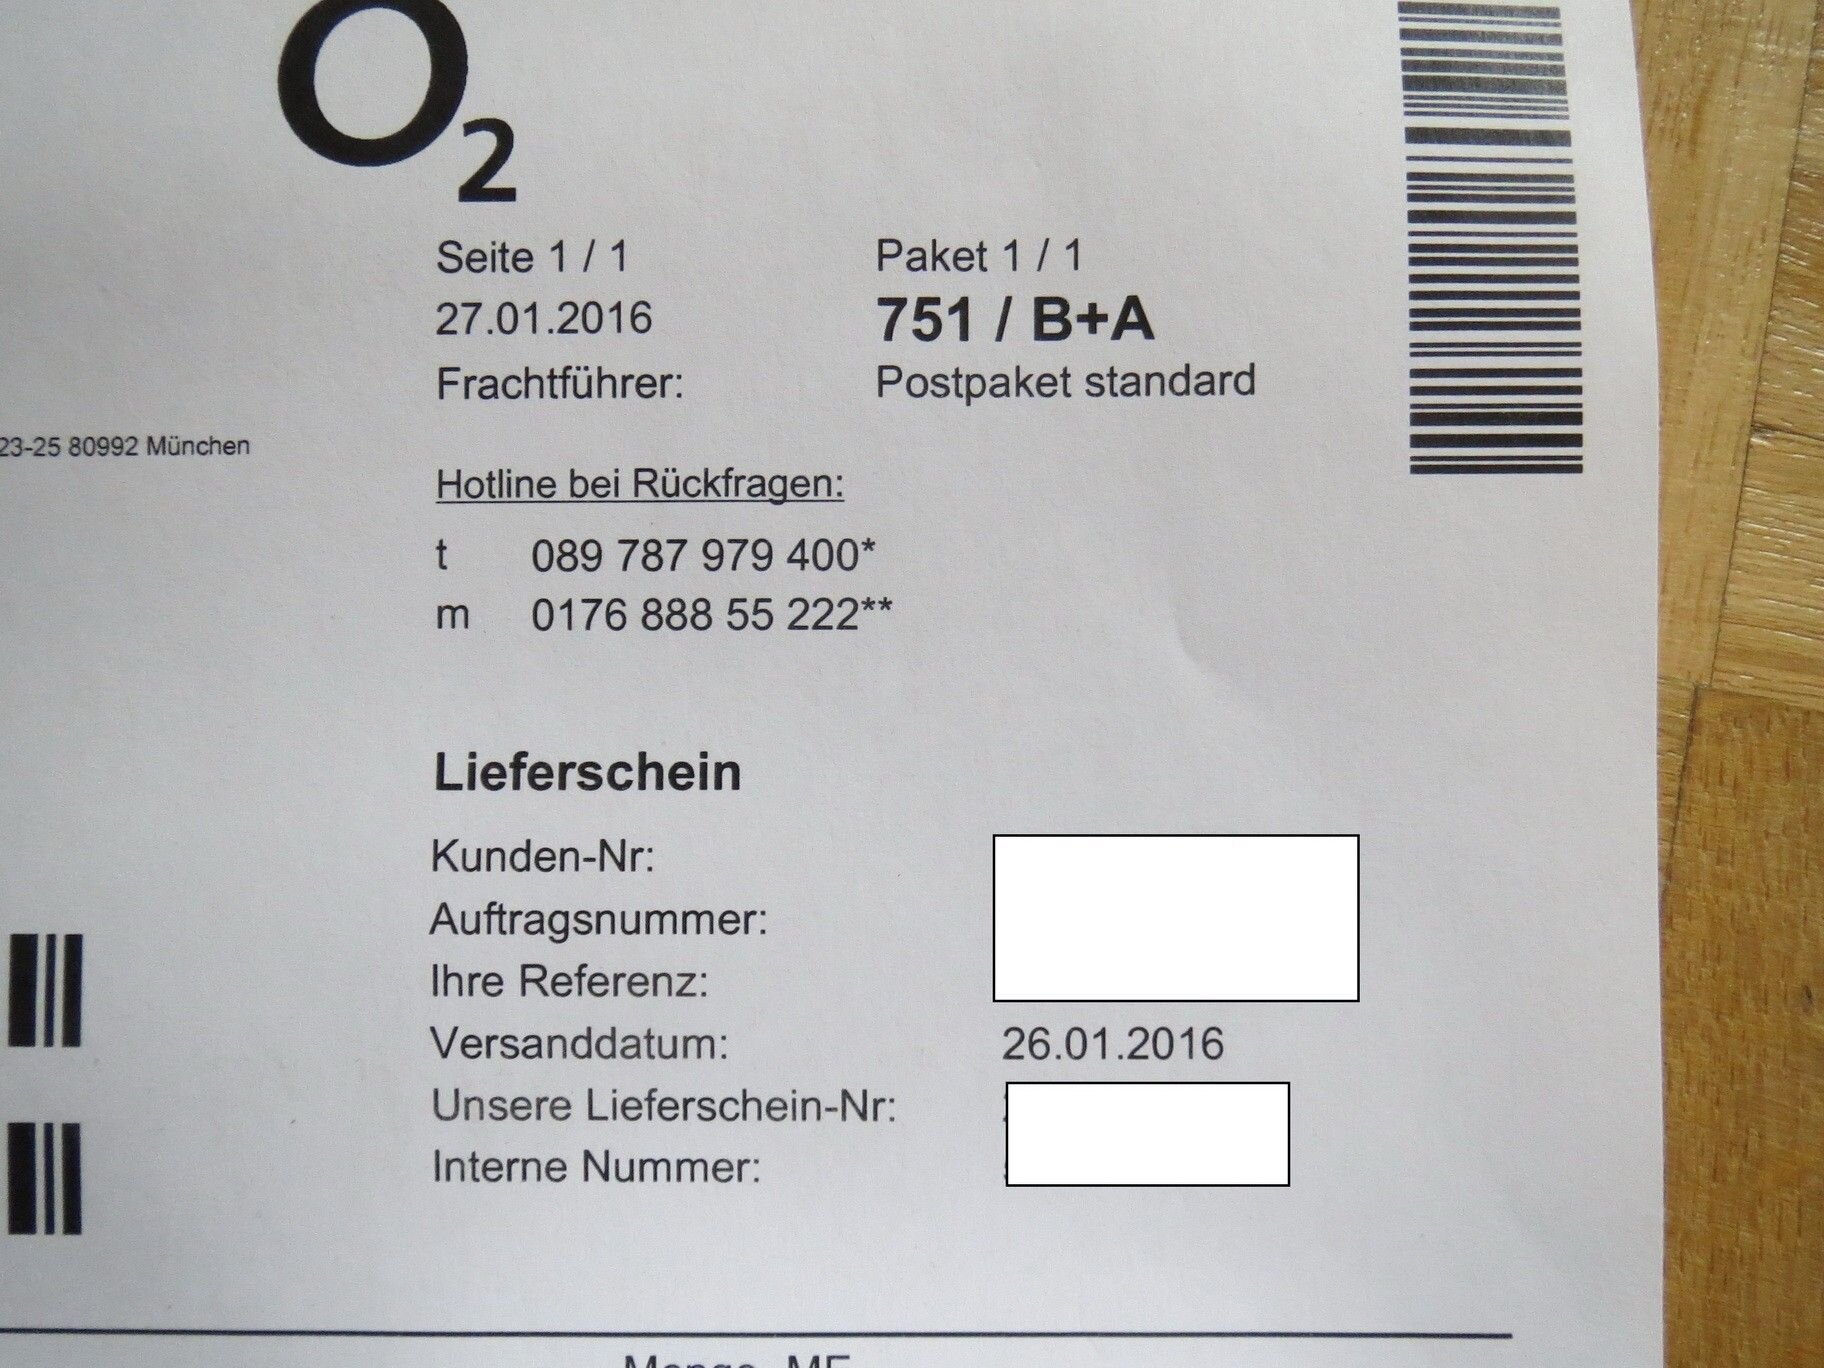 O2
Seite 1 / 1 Paket 1 / 1
27.01.2016 751 / B+A
Frachtführer: Postpaket standard
23-25 80992 München
Hotline bei Rückfragen:
t 089 787 979 400*
m 0176 888 55 222**
Lieferschein
Kunden-Nr:
Auftragsnummer:
Ihre Referenz:
Versanddatum: 26.01.2016
Unsere Lieferschein-Nr:
Interne Nummer: